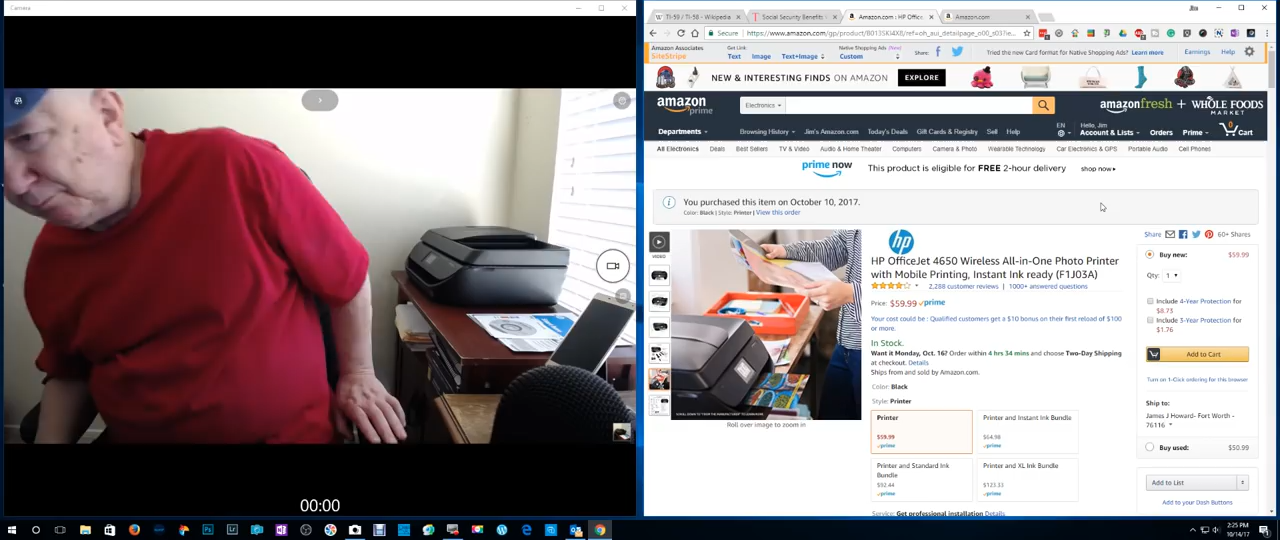 Camera
00:00
Jim
TI-59 / TI-58 - Wikipedia
Social Security Benefits
Amazon.com : HP Office
Amazon.com
Secure
Amazon Associates
SiteStripe
Get Link:
Text
Image
Text+Image
Native Shopping Ads (New)
Custom
Share:
Tried the new Card format for Native Shopping Ads? Learn more
Earnings
Help
NEW & INTERESTING FINDS ON AMAZON
EXPLORE
amazon
prime
Electronics
amazonfresh + WHOLE FOODS
MARKET
Departments
Browsing History
Jim's Amazon.com
Today's Deals
Gift Cards & Registry
Sell
Help
EN
Hello, Jim
Account & Lists
Orders
Prime
0
Cart
All Electronics
Deals
Best Sellers
TV & Video
Audio & Home Theater
Computers
Camera & Photo
Wearable Technology
Car Electronics & GPS
Portable Audio
Cell Phones
prime now
This product is eligible for FREE 2-hour delivery
shop now
You purchased this item on October 10, 2017.
Color: Black | Style: Printer | View this order
VIDEO
Roll over image to zoom in
hp
HP OfficeJet 4650 Wireless All-in-One Photo Printer
with Mobile Printing, Instant Ink ready (F1J03A)
2,288 customer reviews | 1000+ answered questions
Price: $59.99 prime
Your cost could be : Qualified customers get a $10 bonus on their first reload of $100
or more.
In Stock.
Want it Monday, Oct. 16? Order within 4 hrs 34 mins and choose Two-Day Shipping
at checkout. Details
Ships from and sold by Amazon.com.
Color: Black
Style: Printer
Printer
$59.99
prime
Printer and Instant Ink Bundle
$64.98
prime
Printer and Standard Ink
Bundle
$92.44
prime
Printer and XL Ink Bundle
$123.33
prime
Service: Get professional installation Details
Share
60+ Shares
Buy new:
$59.99
Qty: 1
Include 4-Year Protection for
$8.73
Include 3-Year Protection for
$1.76
Add to Cart
Turn on 1-Click ordering for this browser
Ship to:
James J Howard- Fort Worth -
76116
Buy used:
$50.99
Add to List
Add to your Dash Buttons
2:25 PM
10/14/17